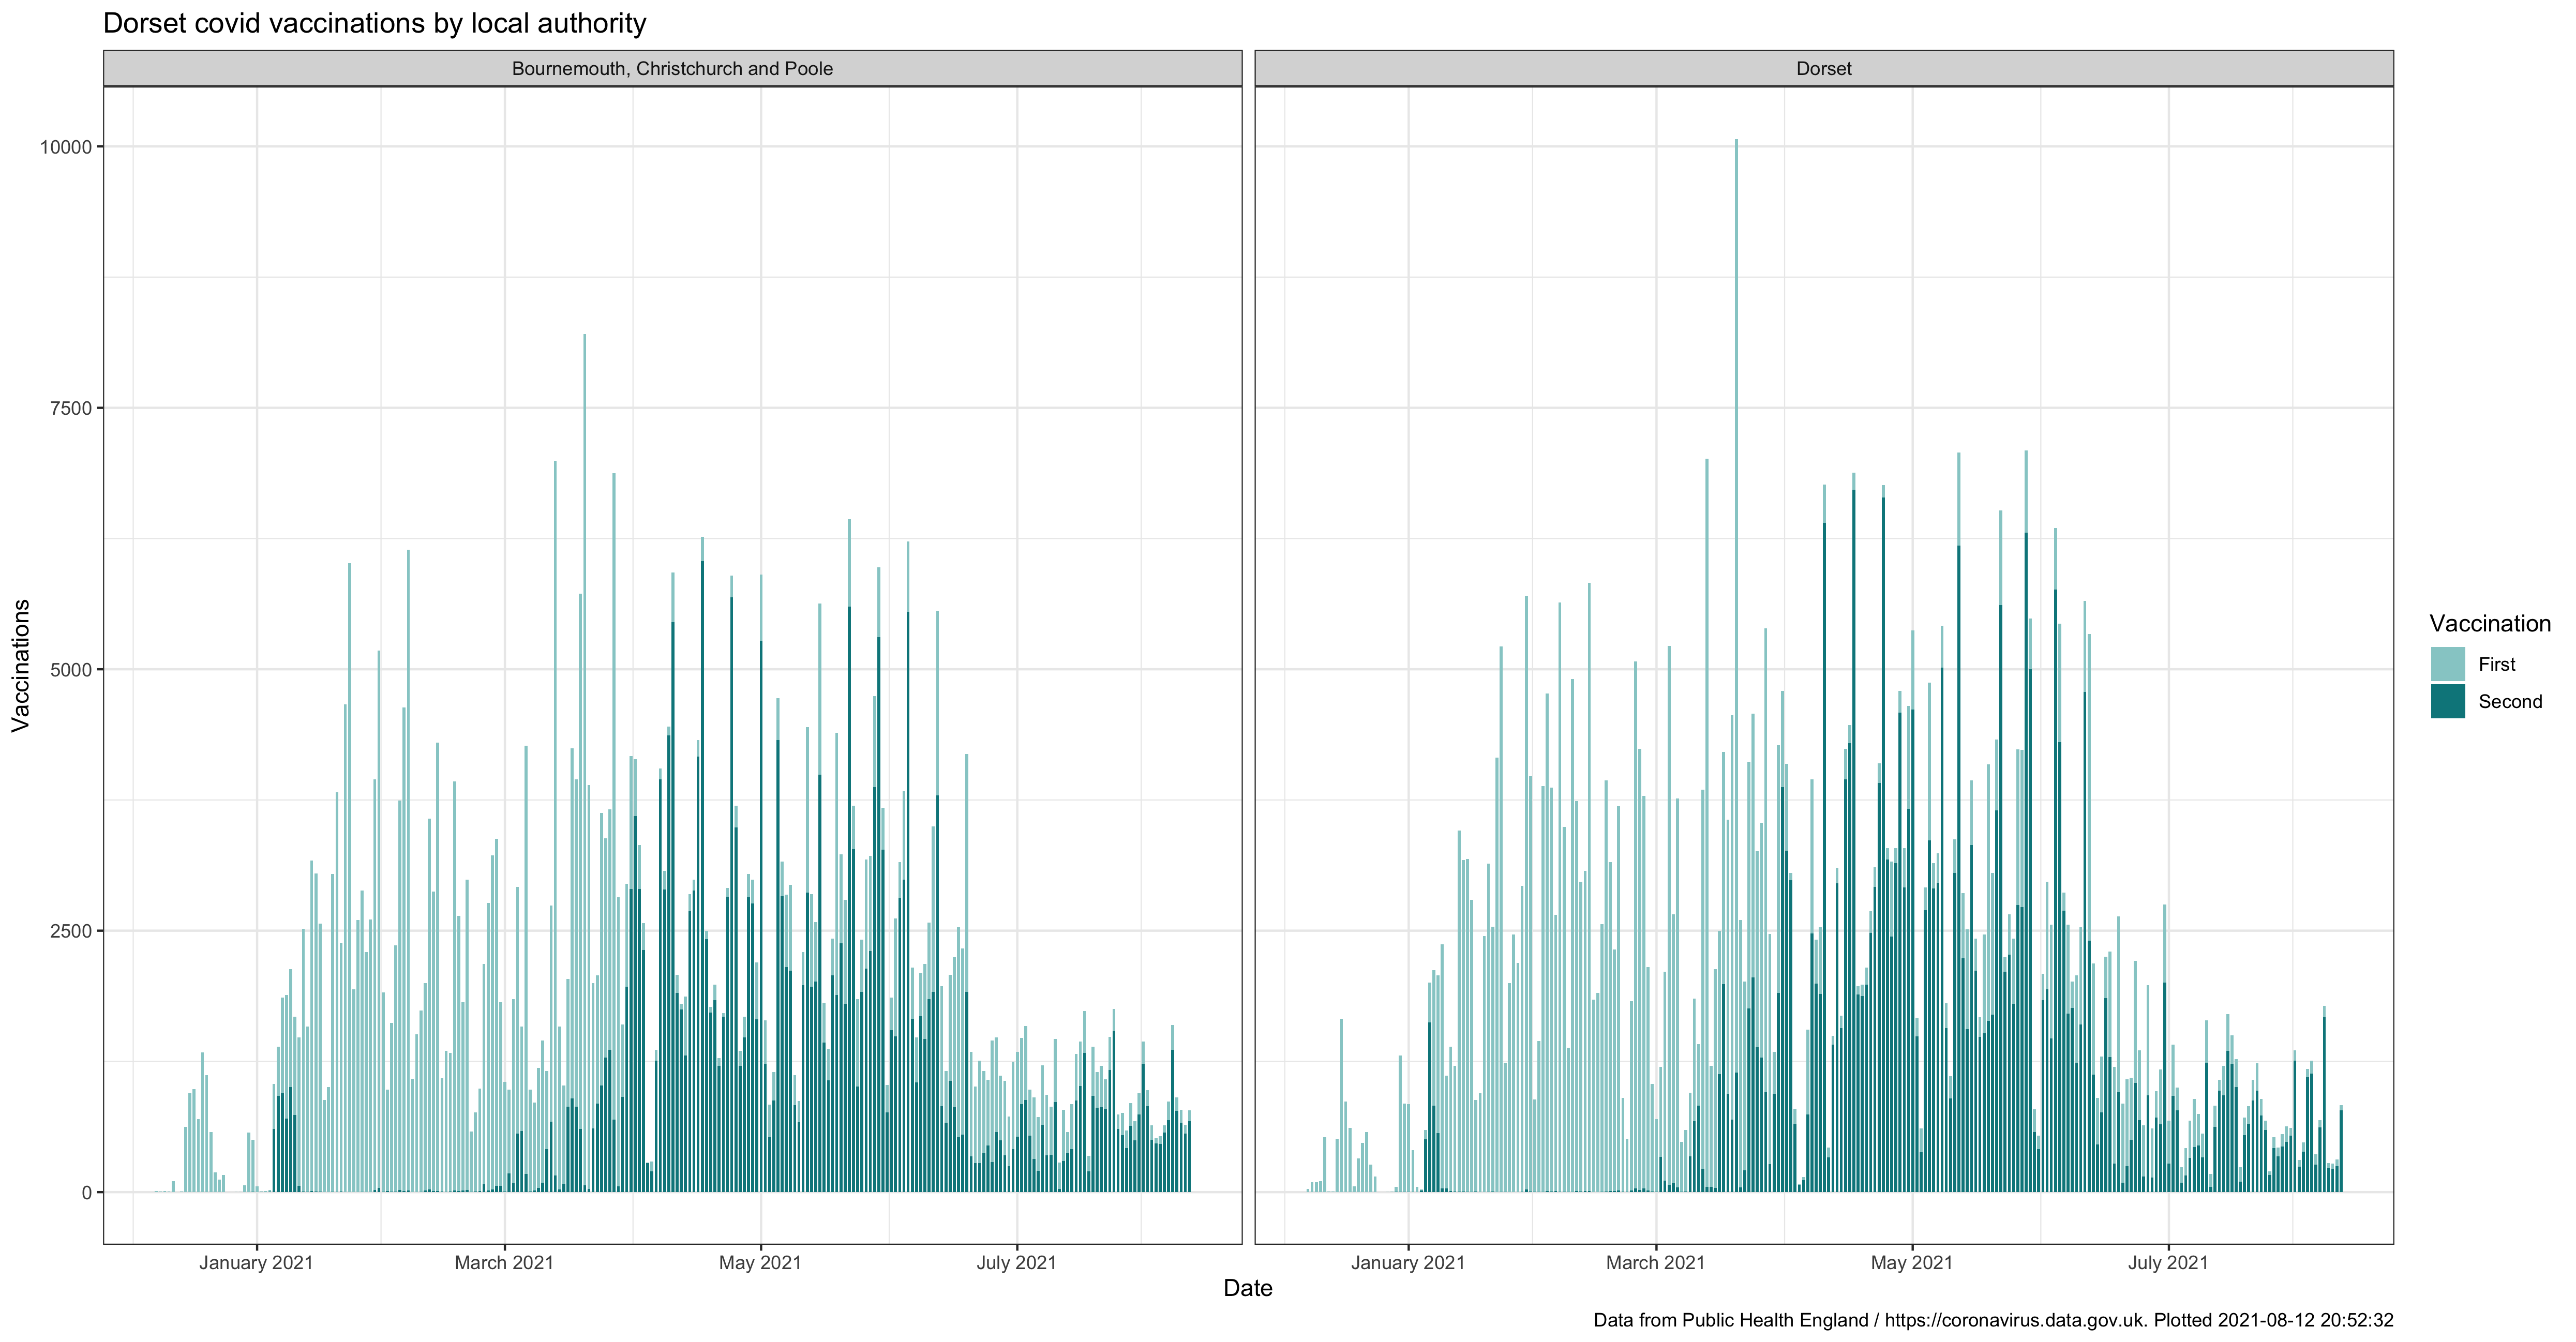 Dorset covid vaccinations by local authority
Bournemouth, Christchurch and Poole
Dorset
10000
7500
5000
2500
0
Vaccinations
January 2021
March 2021
May 2021
July 2021
January 2021
March 2021
May 2021
July 2021
Date
Vaccination
First
Second
Data from Public Health England / https://coronavirus.data.gov.uk. Plotted 2021-08-12 20:52:32